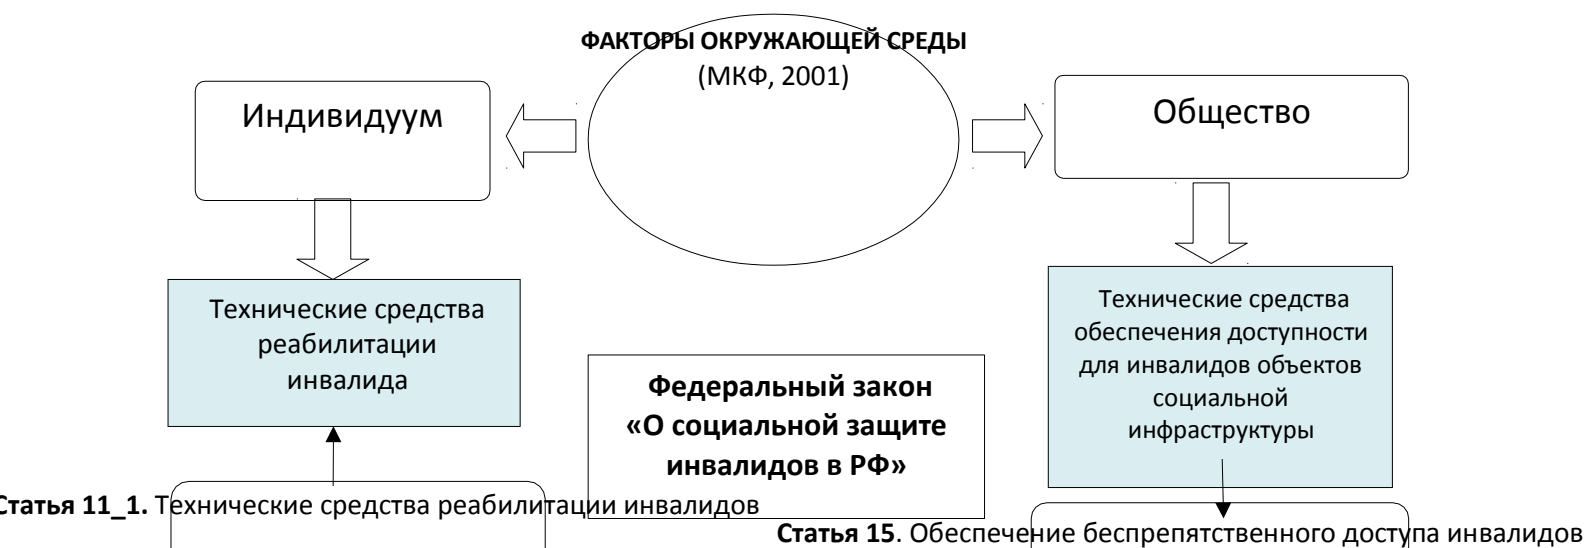 ФАКТОРЫ ОКРУЖАЮЩЕЙ СРЕДЫ
(МКФ, 2001)
Индивидуум
Общество
Технические средства
реабилитации
инвалида
Технические средства
обеспечения доступности
для инвалидов объектов
социальной
инфраструктуры
Федеральный закон
«О социальной защите
инвалидов в РФ»
Статья 11_1. Технические средства реабилитации инвалидов
Статья 15. Обеспечение беспрепятственного доступа инвалидов